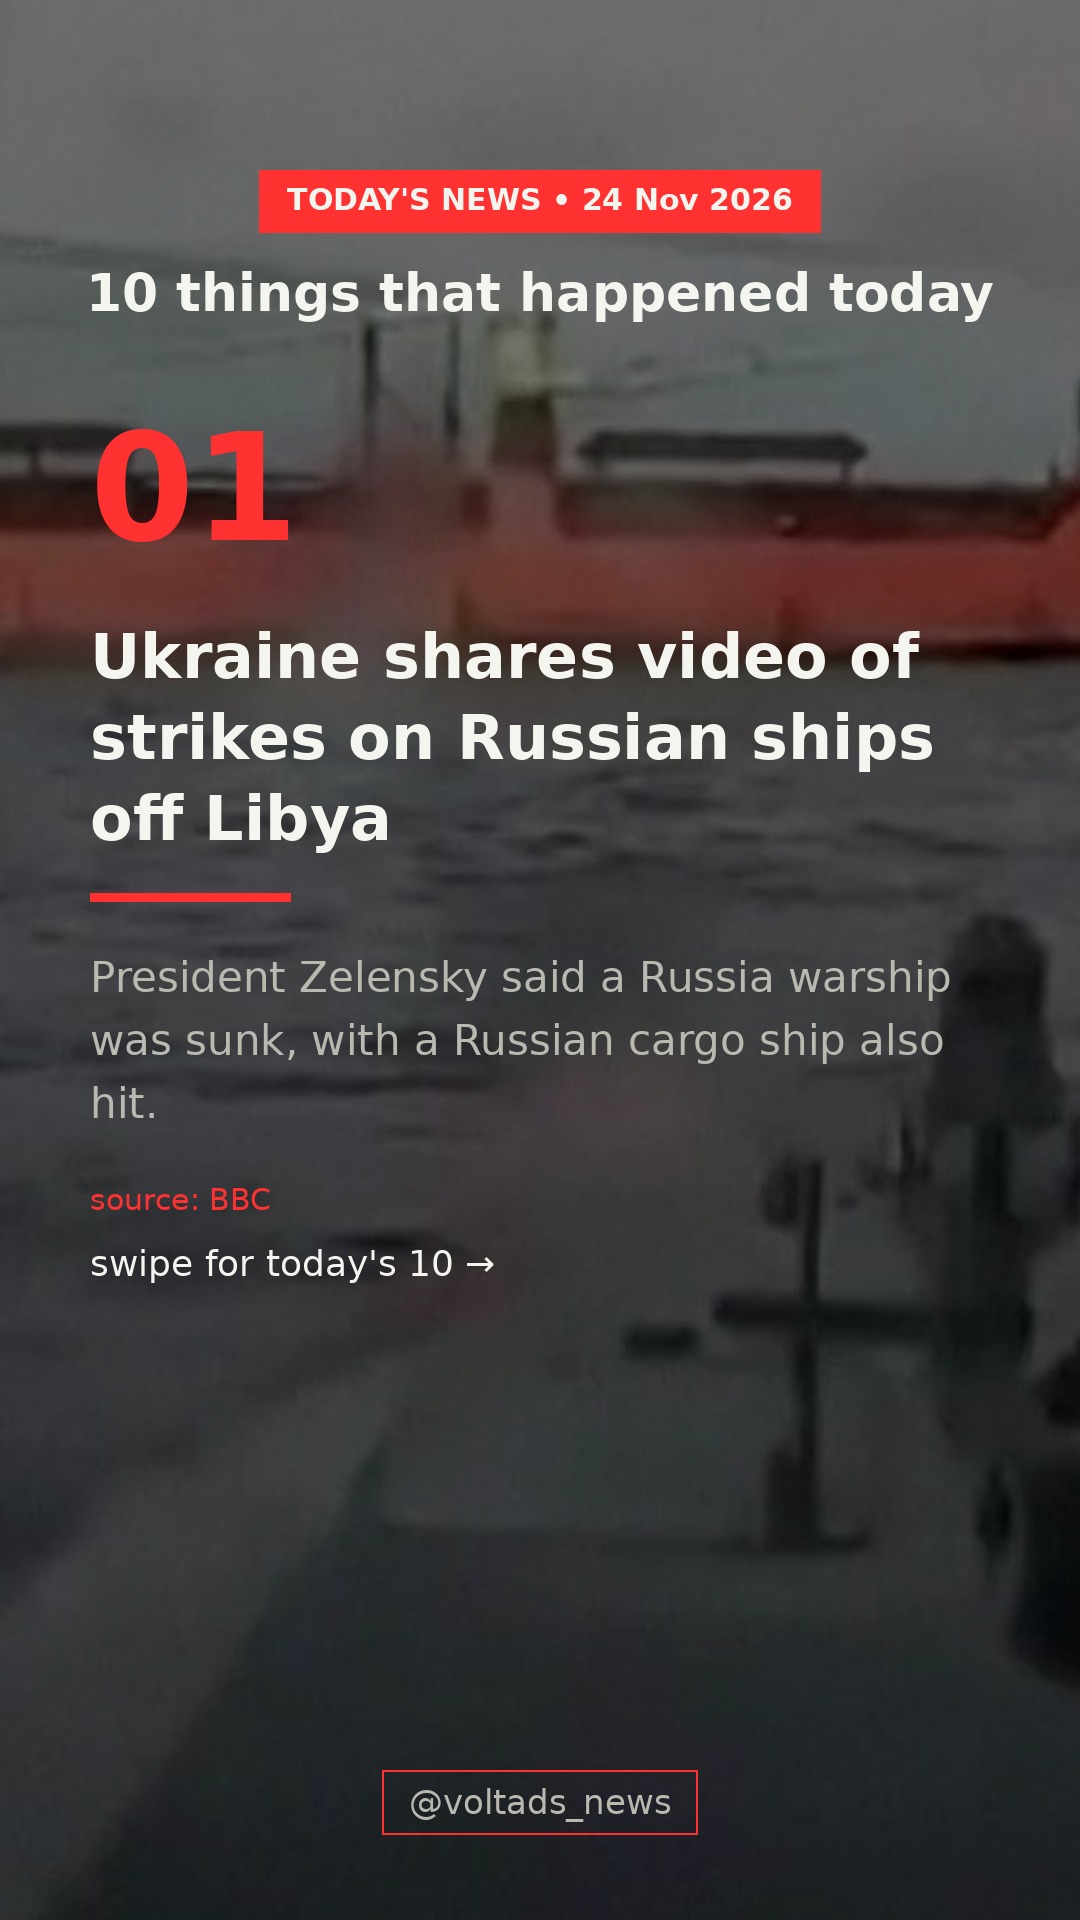 TODAY'S NEWS • 24 Nov 2026
10 things that happened today
01
Ukraine shares video of
strikes on Russian ships
off Libya
President Zelensky said a Russia warship
was sunk, with a Russian cargo ship also
hit.
source: BBC
swipe for today's 10 →
@voltads_news